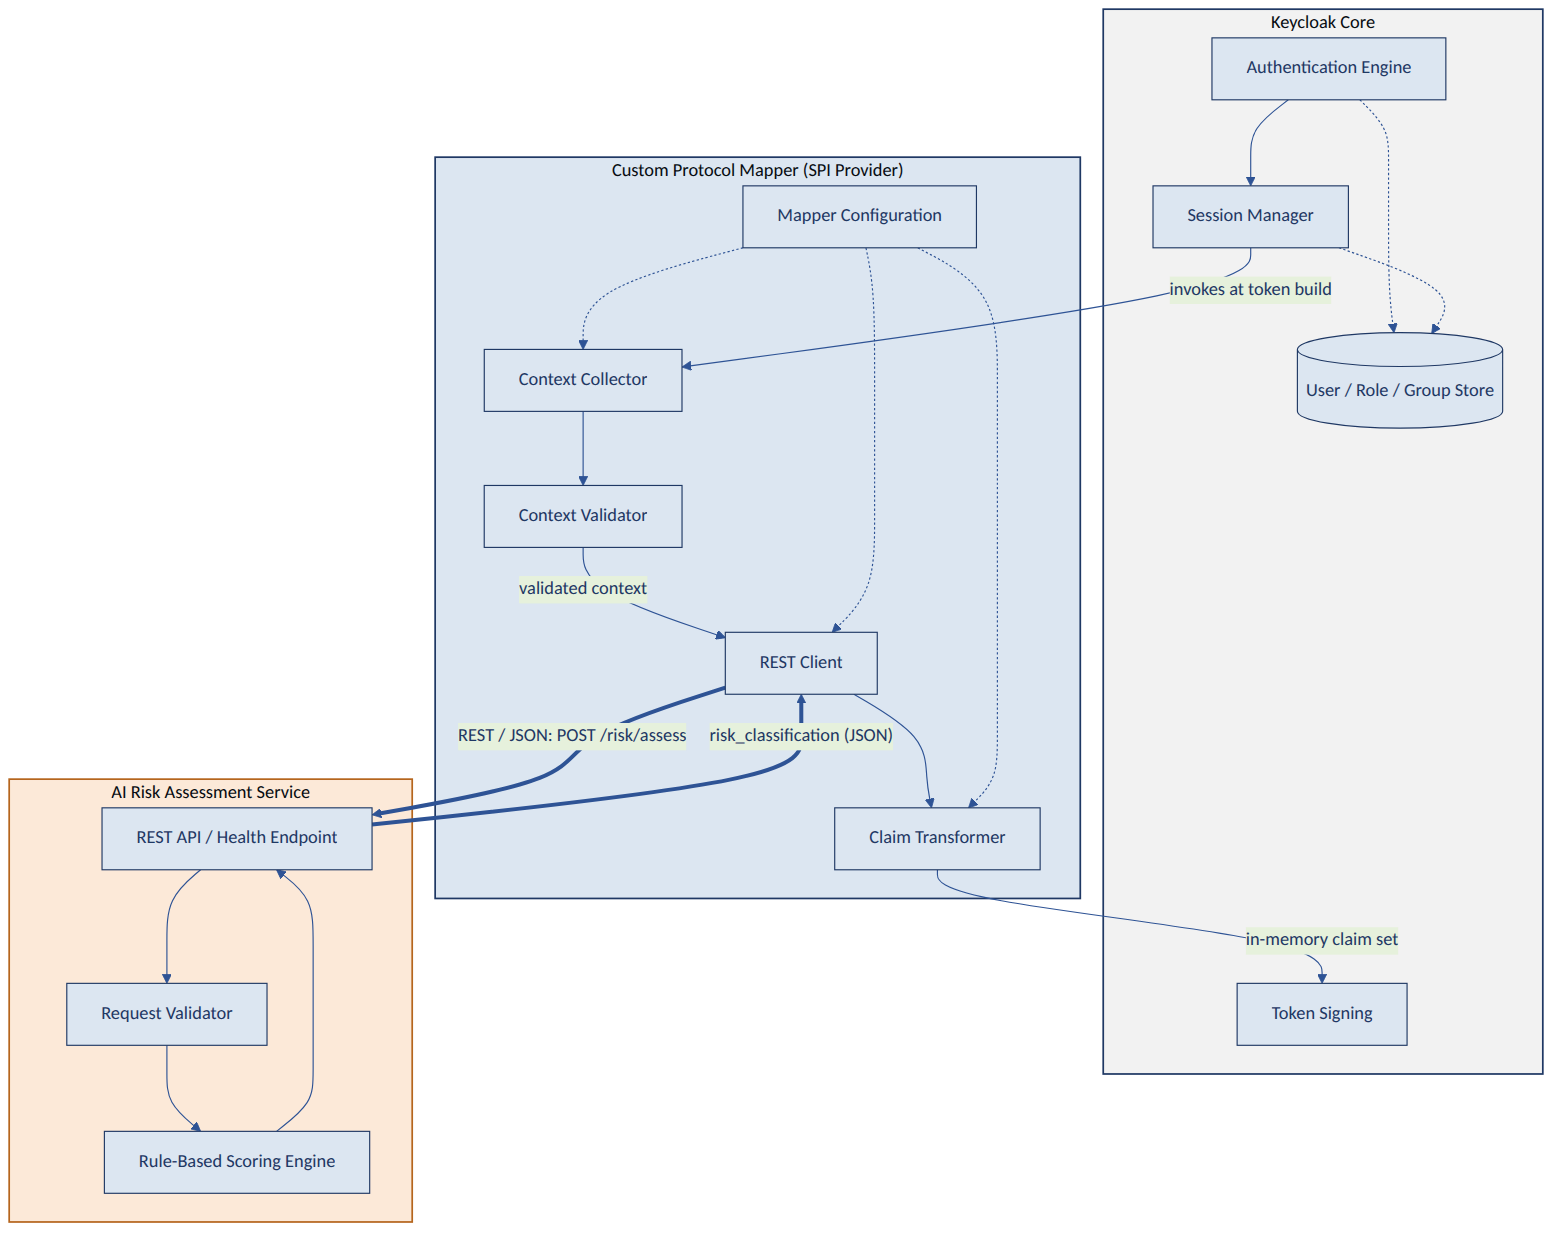 Keycloak Core
Authentication Engine
Custom Protocol Mapper (SPI Provider)
Mapper Configuration
Session Manager
invokes at token build
Context Collector
User / Role / Group Store
Context Validator
validated context
REST Client
REST / JSON: POST /risk/assess
risk_classification (JSON)
AI Risk Assessment Service
REST API / Health Endpoint
Claim Transformer
in-memory claim set
Request Validator
Token Signing
Rule-Based Scoring Engine